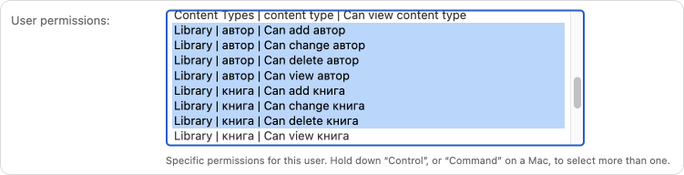 User permissions:
Content Types | content type | Can view content type
Library | автор | Can add автор
Library | автор | Can change автор
Library | автор | Can delete автор
Library | автор | Can view автор
Library | книга | Can add книга
Library | книга | Can change книга
Library | книга | Can delete книга
Library | книга | Can view книга
Specific permissions for this user. Hold down “Control”, or “Command” on a Mac, to select more than one.